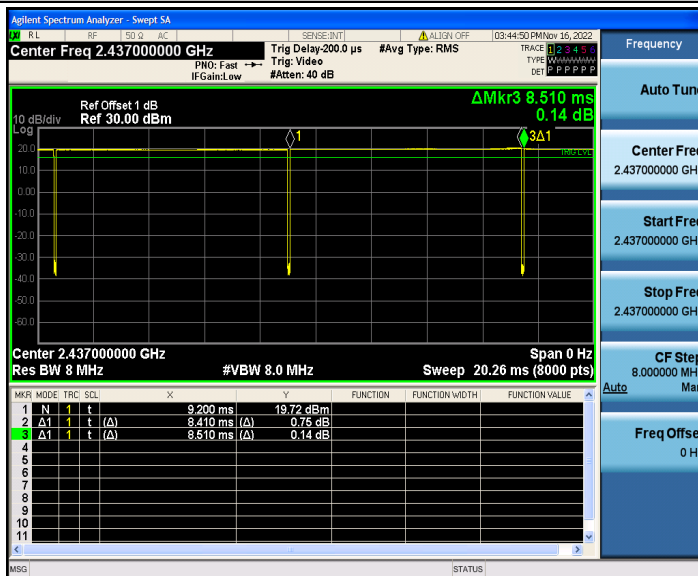 Agilent Spectrum Analyzer - Swept SA
LXI RL RF 50 Ω AC SENSE:INT ALIGN OFF 03:44:50 PM Nov 16, 2022
Center Freq 2.437000000 GHz
PNO: Fast
IFGain:Low
Trig Delay-200.0 µs
Trig: Video
#Atten: 40 dB
#Avg Type: RMS
TRACE 1 2 3 4 5 6
TYPE WWWWWW
DET P P P P P P
Ref Offset 1 dB
10 dB/div Ref 30.00 dBm
ΔMkr3 8.510 ms
0.14 dB
Log
1
3Δ1
TRIG LVL
20.0
10.0
0.00
-10.0
-20.0
-30.0
-40.0
-50.0
-60.0
Center 2.437000000 GHz Span 0 Hz
Res BW 8 MHz #VBW 8.0 MHz Sweep 20.26 ms (8000 pts)
MKR MODE TRC SCL X Y FUNCTION FUNCTION WIDTH FUNCTION VALUE
1 N 1 t 9.200 ms 19.72 dBm
2 Δ1 1 t (Δ) 8.410 ms (Δ) 0.75 dB
3 Δ1 1 t (Δ) 8.510 ms (Δ) 0.14 dB
4
5
6
7
8
9
10
11
MSG STATUS
Frequency
Auto Tun
Center Fre
2.437000000 GH
Start Fre
2.437000000 GH
Stop Fre
2.437000000 GH
CF Step
8.000000 MH
Auto Ma
Freq Offse
0 H